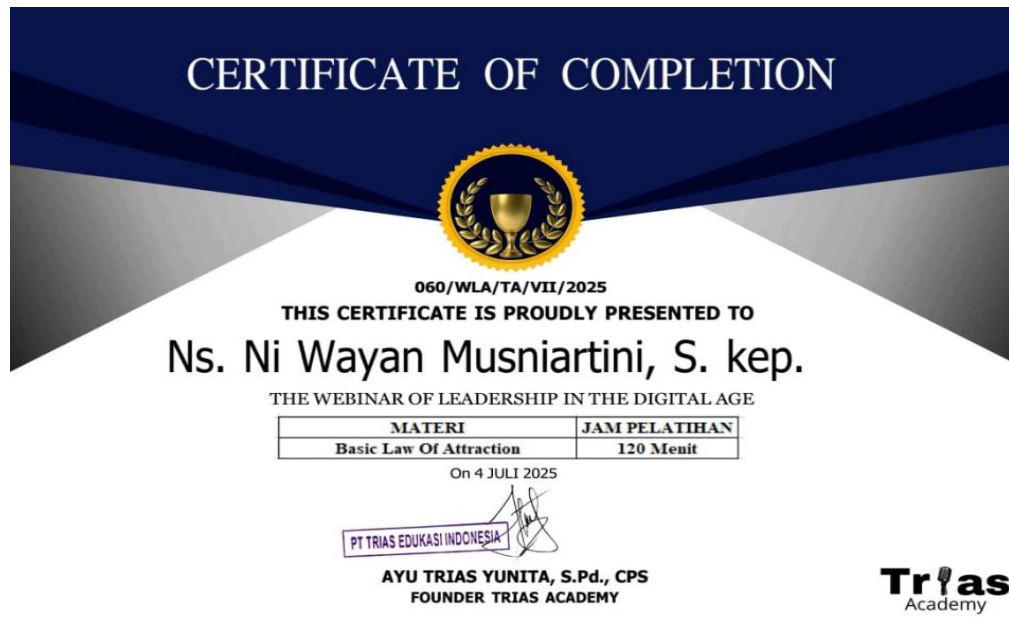 CERTIFICATE OF COMPLETION
060/WLA/TA/VII/2025
THIS CERTIFICATE IS PROUDLY PRESENTED TO
Ns. Ni Wayan Musniartini, S. kep.
THE WEBINAR OF LEADERSHIP IN THE DIGITAL AGE
MATERI JAM PELATIHAN
Basic Law Of Attraction 120 Menit
On 4 JULI 2025
PT TRIAS EDUKASI INDONESIA
AYU TRIAS YUNITA, S.Pd., CPS
FOUNDER TRIAS ACADEMY
Trias
Academy